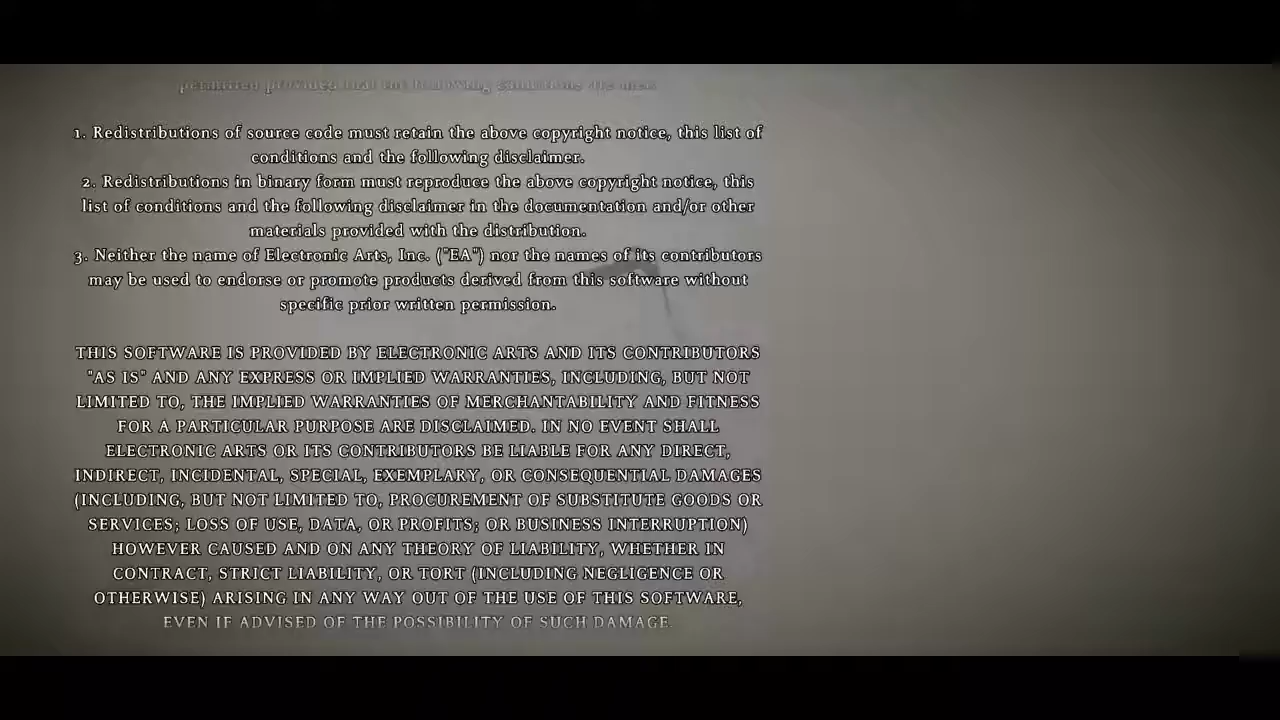 permitted provided that the following conditions are met:
1. Redistributions of source code must retain the above copyright notice, this list of
conditions and the following disclaimer.
2. Redistributions in binary form must reproduce the above copyright notice, this
list of conditions and the following disclaimer in the documentation and/or other
materials provided with the distribution.
3. Neither the name of Electronic Arts, Inc. ("EA") nor the names of its contributors
may be used to endorse or promote products derived from this software without
specific prior written permission.
THIS SOFTWARE IS PROVIDED BY ELECTRONIC ARTS AND ITS CONTRIBUTORS
"AS IS" AND ANY EXPRESS OR IMPLIED WARRANTIES, INCLUDING, BUT NOT
LIMITED TO, THE IMPLIED WARRANTIES OF MERCHANTABILITY AND FITNESS
FOR A PARTICULAR PURPOSE ARE DISCLAIMED. IN NO EVENT SHALL
ELECTRONIC ARTS OR ITS CONTRIBUTORS BE LIABLE FOR ANY DIRECT,
INDIRECT, INCIDENTAL, SPECIAL, EXEMPLARY, OR CONSEQUENTIAL DAMAGES
(INCLUDING, BUT NOT LIMITED TO, PROCUREMENT OF SUBSTITUTE GOODS OR
SERVICES; LOSS OF USE, DATA, OR PROFITS; OR BUSINESS INTERRUPTION)
HOWEVER CAUSED AND ON ANY THEORY OF LIABILITY, WHETHER IN
CONTRACT, STRICT LIABILITY, OR TORT (INCLUDING NEGLIGENCE OR
OTHERWISE) ARISING IN ANY WAY OUT OF THE USE OF THIS SOFTWARE,
EVEN IF ADVISED OF THE POSSIBILITY OF SUCH DAMAGE.